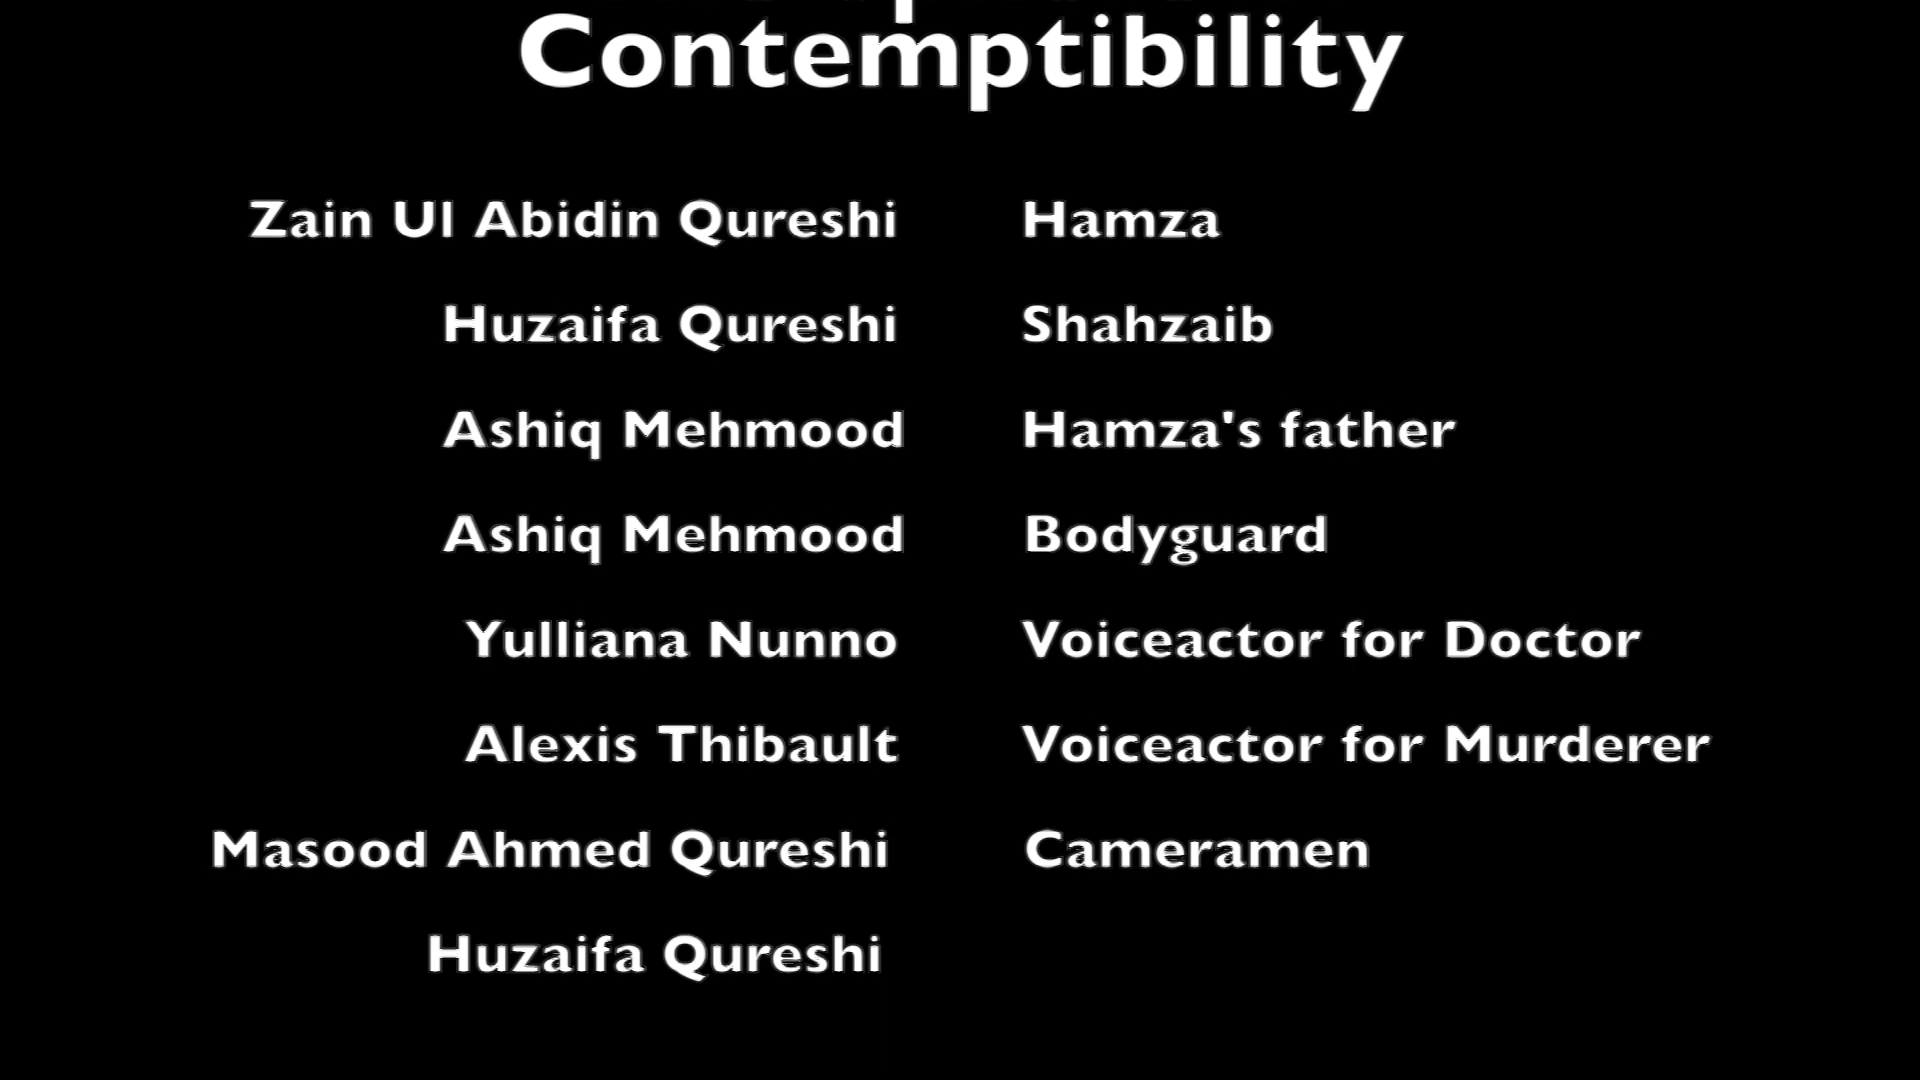 Contemptibility
Zain Ul Abidin Qureshi Hamza
Huzaifa Qureshi Shahzaib
Ashiq Mehmood Hamza's father
Ashiq Mehmood Bodyguard
Yulliana Nunno Voiceactor for Doctor
Alexis Thibault Voiceactor for Murderer
Masood Ahmed Qureshi Cameramen
Huzaifa Qureshi